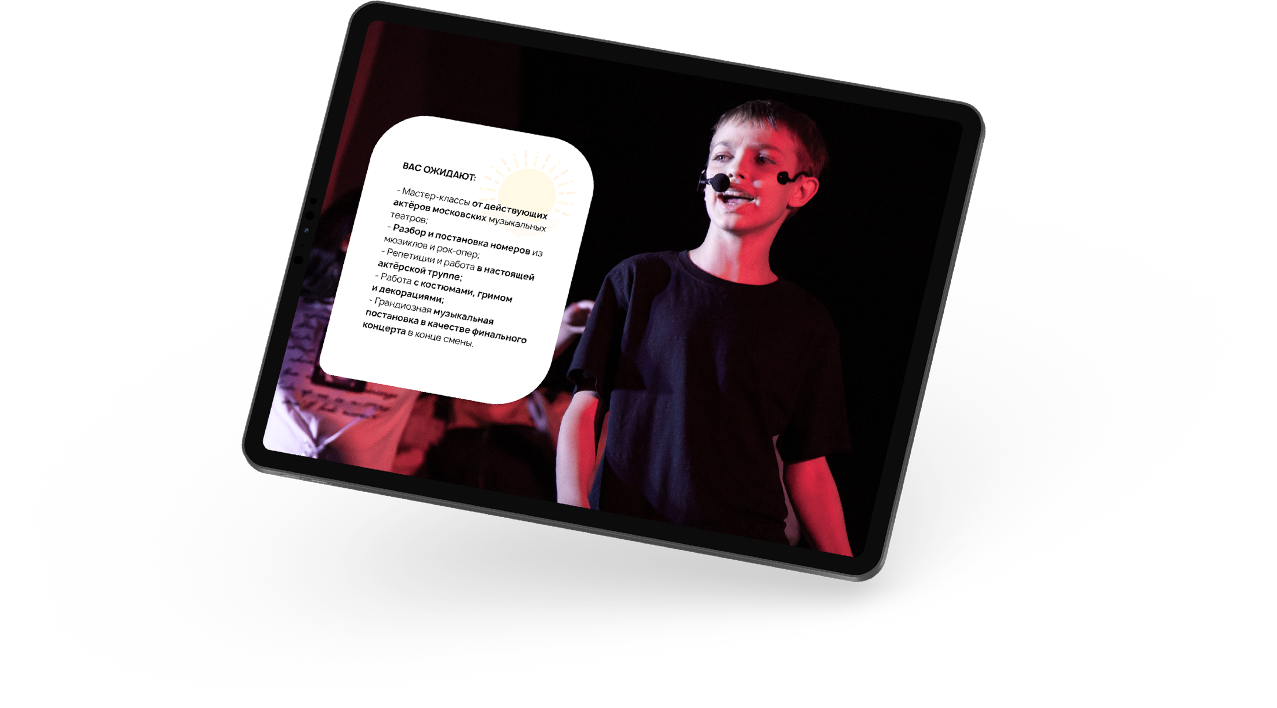 ВАС ОЖИДАЮТ:
- Мастер-классы от действующих
актёров московских музыкальных
театров;
- Разбор и постановка номеров из
мюзиклов и рок-опер;
- Репетиции и работа в настоящей
актёрской труппе;
- Работа с костюмами, гримом
и декорациями;
- Грандиозная музыкальная
постановка в качестве финального
концерта в конце смены.